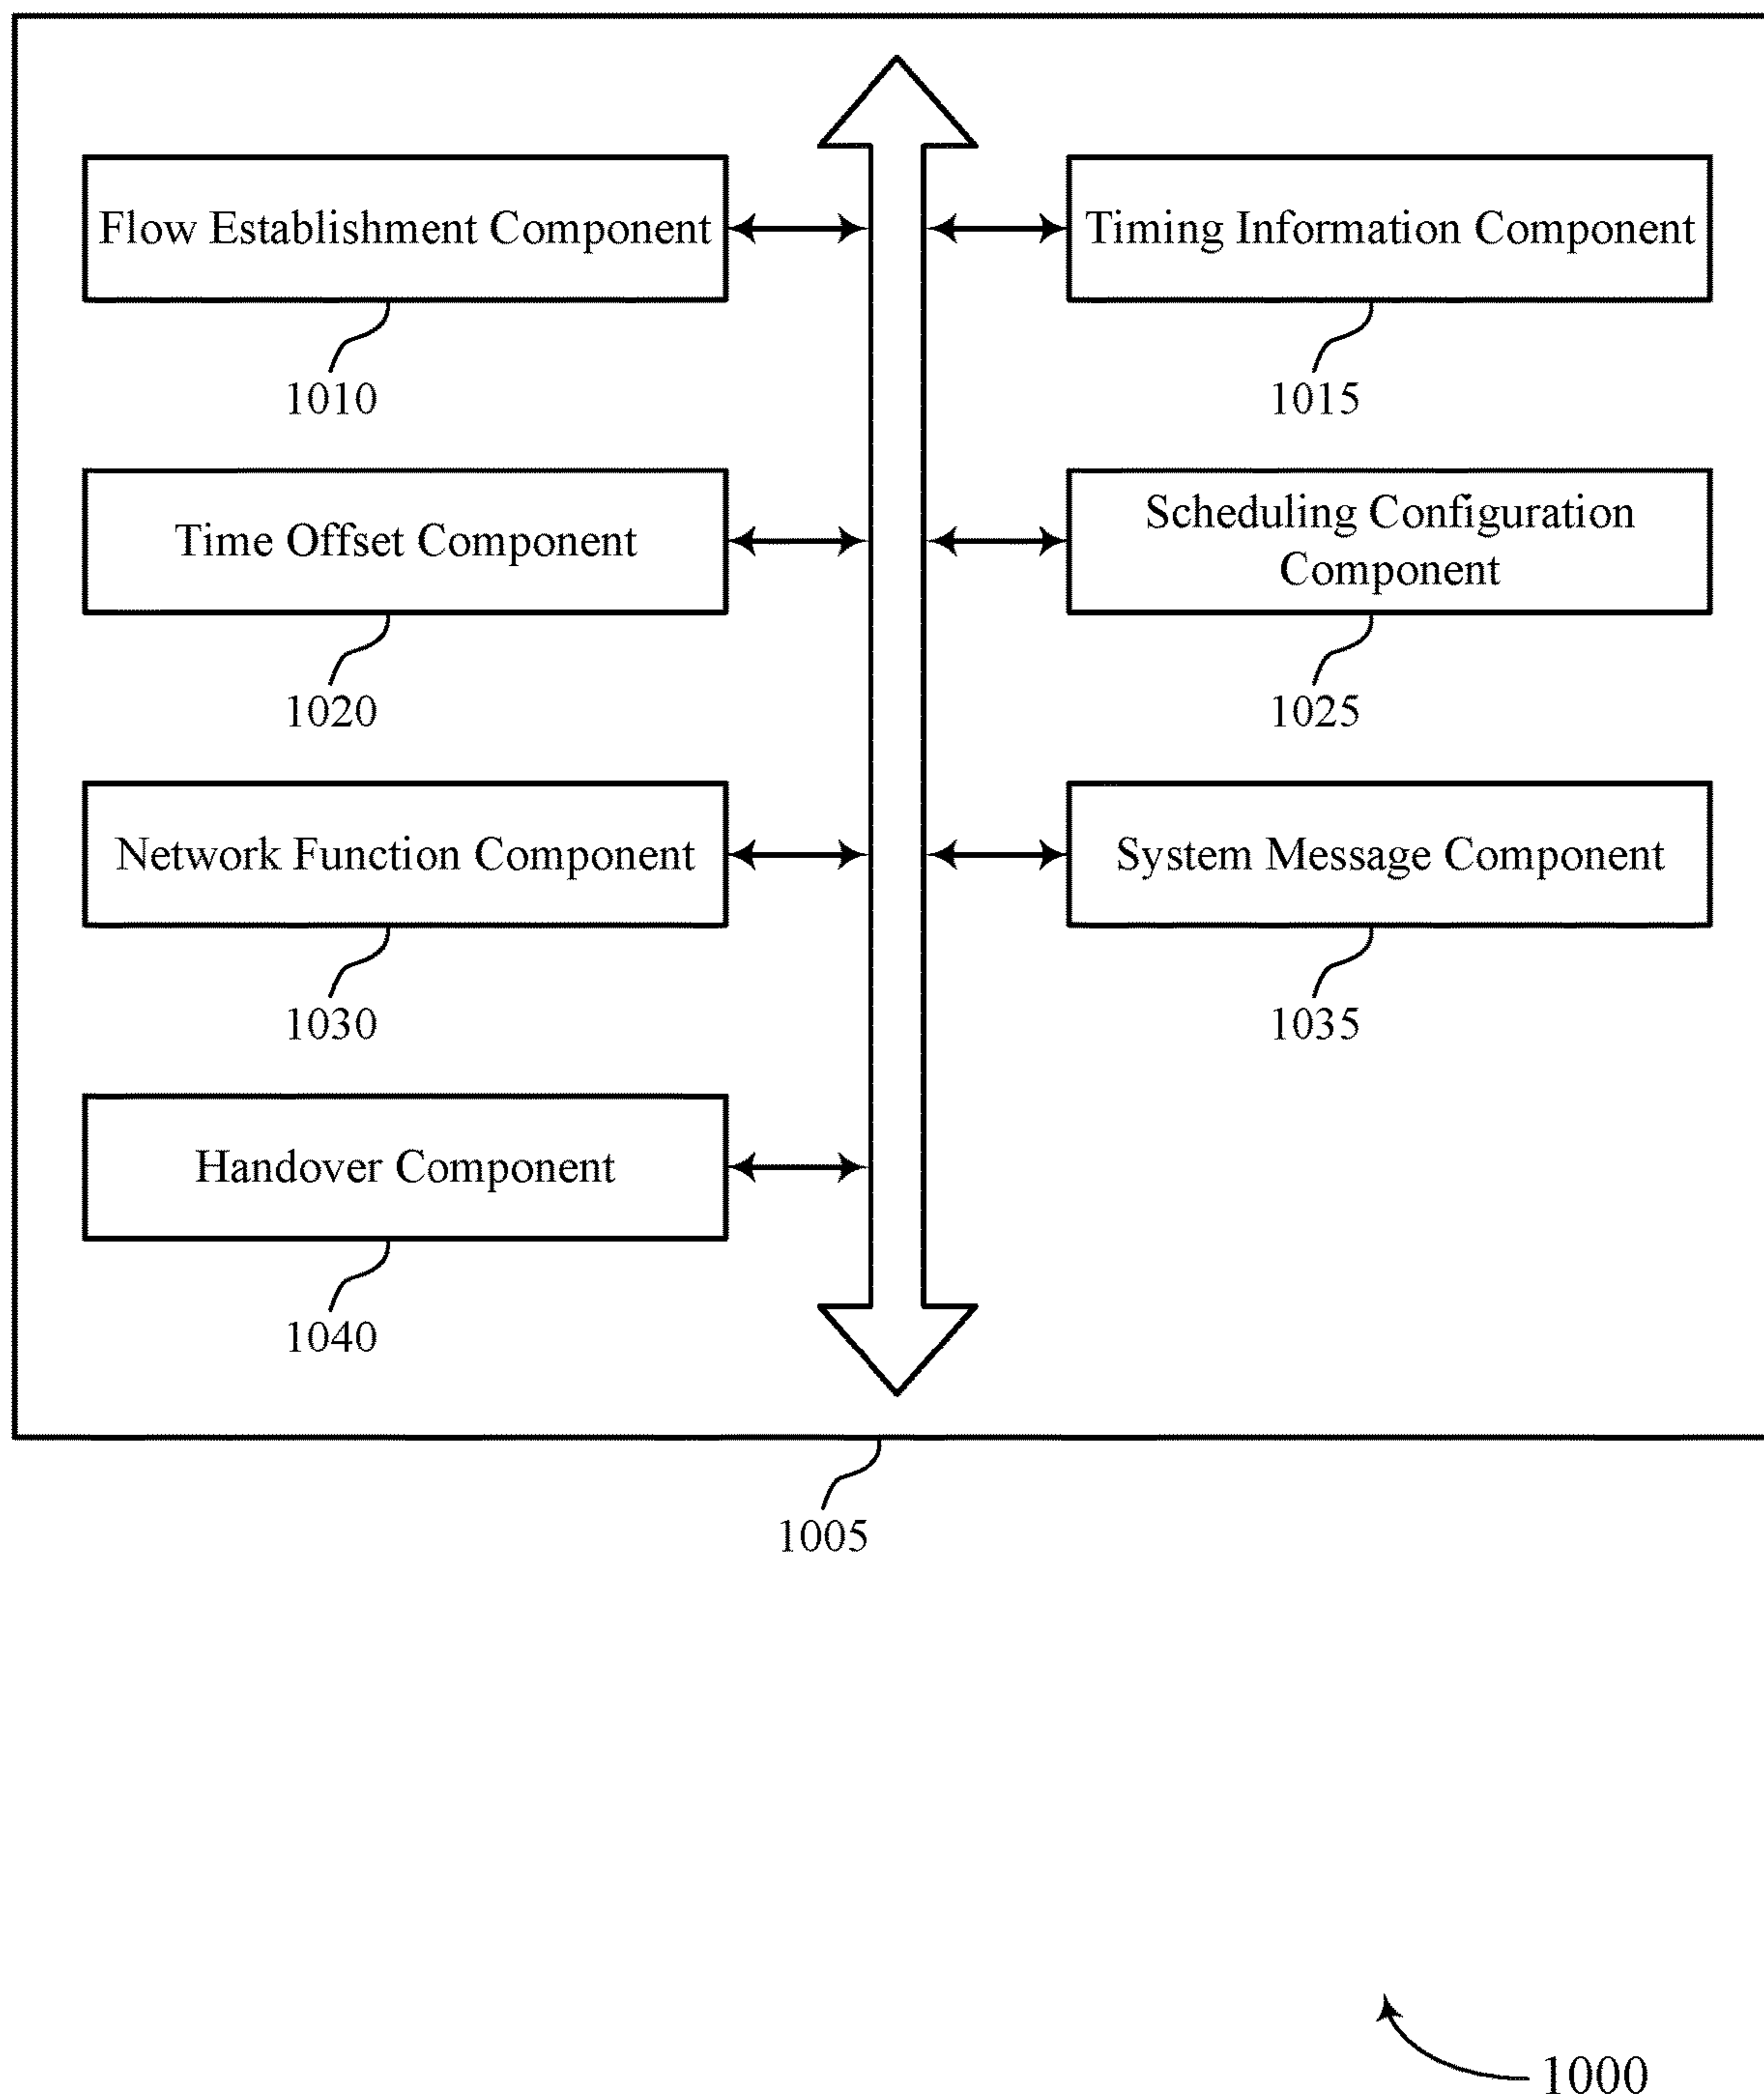 Flow Establishment Component
Timing Information Component
1010
1015
Time Offset Component
Scheduling Configuration
Component
1020
1025
Network Function Component
System Message Component
1030
1035
Handover Component
1040
1005
1000